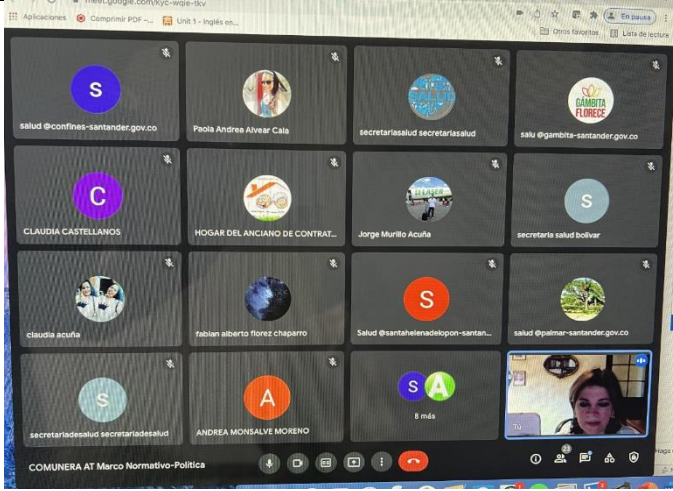 meet.google.com/kyc-wqie-tkv
Aplicaciones
Comprimir PDF -...
Unit 1 - Inglés en...
En pausa
Otros favoritos
Lista de lectura
S
salud @confines-santander.gov.co
Paola Andrea Alvear Cala
secretariasalud secretariasalud
GÁMBITA
FLORECE
salu @gambita-santander.gov.co
C
CLAUDIA CASTELLANOS
HOGAR DEL ANCIANO DE CONTRAT...
LASER
Jorge Murillo Acuña
S
secretaria salud bolivar
claudia acuña
fabian alberto florez chaparro
S
Salud @santahelenadelopon-santan...
salud @palmar-santander.gov.co
S
secretariadesalud secretariadesalud
A
ANDREA MONSALVE MORENO
S A
8 más
Tú
COMUNERA AT Marco Normativo-Política
23